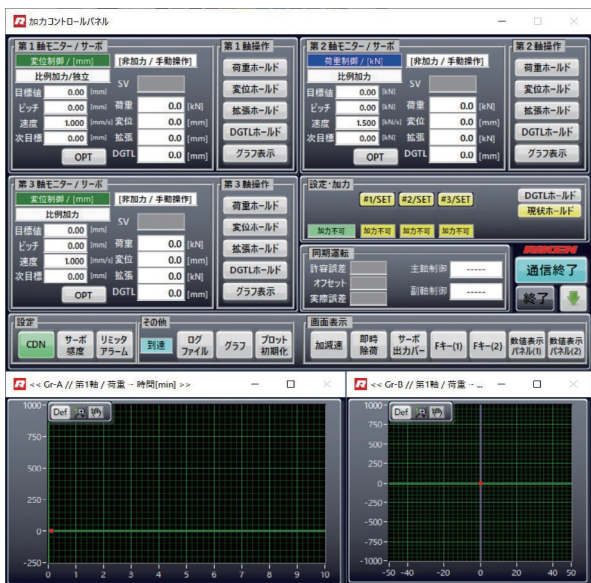 加力コントロールパネル
第1軸モニター / サーボ
変位制御 / [mm]
[非加力 / 手動操作]
比例加力/独立
SV
目標値 0.00 [mm]
ピッチ 0.00 [mm] 荷重 0.0 [kN]
速度 1.000 [mm/s] 変位 0.0 [mm]
次目標 0.00 [mm] 拡張 0.0 [mm]
OPT DGTL 0.0 [mm]
第1軸操作
荷重ホールド
変位ホールド
拡張ホールド
DGTLホールド
グラフ表示
第2軸モニター / サーボ
荷重制御 / [kN]
[非加力 / 手動操作]
比例加力
SV
目標値 0.00 [kN]
ピッチ 0.00 [kN] 荷重 0.0 [kN]
速度 1.500 [kN/s] 変位 0.0 [mm]
次目標 0.00 [kN] 拡張 0.0 [mm]
OPT DGTL 0.0 [mm]
第2軸操作
荷重ホールド
変位ホールド
拡張ホールド
DGTLホールド
グラフ表示
第3軸モニター / サーボ
変位制御 / [mm]
[非加力 / 手動操作]
比例加力
SV
目標値 0.00 [mm]
ピッチ 0.00 [mm] 荷重 0.0 [kN]
速度 1.000 [mm/s] 変位 0.0 [mm]
次目標 0.00 [mm] 拡張 0.0 [mm]
OPT DGTL 0.0 [mm]
第3軸操作
荷重ホールド
変位ホールド
拡張ホールド
DGTLホールド
グラフ表示
設定・加力
#1/SET #2/SET #3/SET
DGTLホールド
現状ホールド
加力不可 加力不可 加力不可 加力不可
同期運転
許容誤差 主軸制御 -----
オフセット
実際誤差 副軸制御 -----
RIKEN
通信終了
終了
設定
CDN
サーボ
感度
リミッタ
アラーム
その他
到達
ログ
ファイル
グラフ
プロット
初期化
画面表示
加減速
即時
除荷
サーボ
出力バー
Fキー(1)
Fキー(2)
数値表示
パネル(1)
数値表示
パネル(2)
<< Gr-A // 第1軸 / 荷重 -- 時間[min] >>
Def
1000
750
500
250
0
-250
0 1 2 3 4 5 6 7 8 9 10
<< Gr-B // 第1軸 / 荷重 -- ...
Def
1000
750
500
250
0
-250
-500
-750
-1000
-50 -40 -20 0 20 40 50